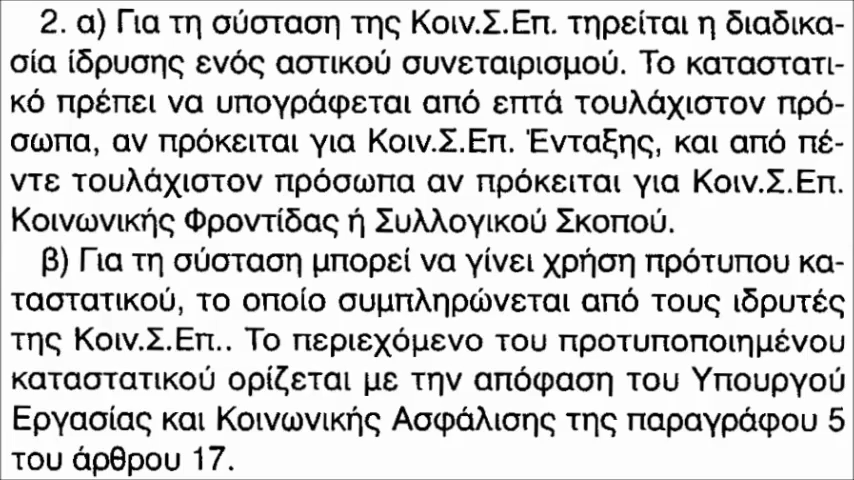 2. α) Για τη σύσταση της Κοιν.Σ.Επ. τηρείται η διαδικα-
σία ίδρυσης ενός αστικού συνεταιρισμού. Το καταστατι-
κό πρέπει να υπογράφεται από επτά τουλάχιστον πρό-
σωπα, αν πρόκειται για Κοιν.Σ.Επ. Ένταξης, και από πέ-
ντε τουλάχιστον πρόσωπα αν πρόκειται για Κοιν.Σ.Επ.
Κοινωνικής Φροντίδας ή Συλλογικού Σκοπού.
β) Για τη σύσταση μπορεί να γίνει χρήση πρότυπου κα-
ταστατικού, το οποίο συμπληρώνεται από τους ιδρυτές
της Κοιν.Σ.Επ.. Το περιεχόμενο του προτυποποιημένου
καταστατικού ορίζεται με την απόφαση του Υπουργού
Εργασίας και Κοινωνικής Ασφάλισης της παραγράφου 5
του άρθρου 17.